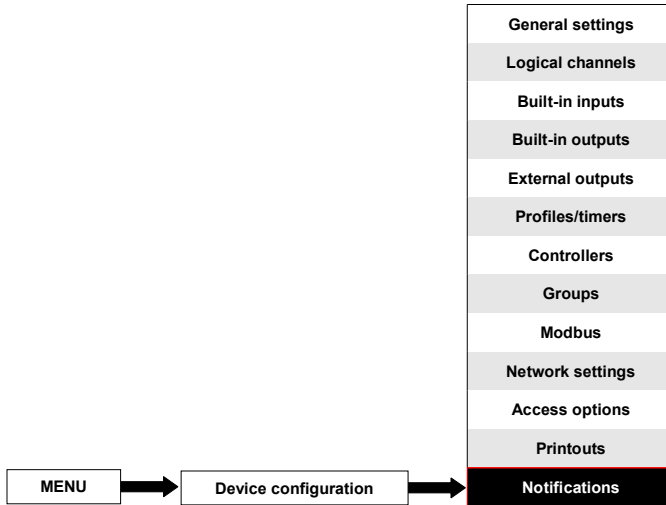 General settings
Logical channels
Built-in inputs
Built-in outputs
External outputs
Profiles/timers
Controllers
Groups
Modbus
Network settings
Access options
Printouts
MENU
Device configuration
Notifications